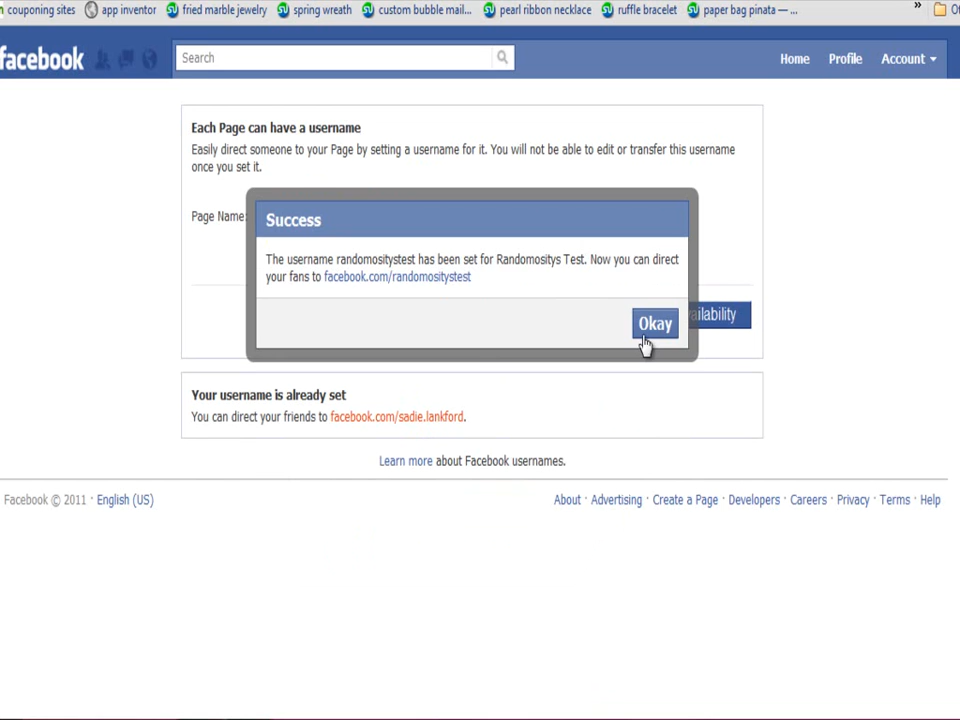 couponing sites app inventor fried marble jewelry spring wreath custom bubble mail... pearl ribbon necklace ruffle bracelet paper bag pinata — ... »
facebook Search Home Profile Account
Each Page can have a username
Easily direct someone to your Page by setting a username for it. You will not be able to edit or transfer this username
once you set it.
Page Name:
Success
The username randomositystest has been set for Randomositys Test. Now you can direct
your fans to facebook.com/randomositystest
Okay
Your username is already set
You can direct your friends to facebook.com/sadie.lankford.
Learn more about Facebook usernames.
Facebook © 2011 · English (US) About · Advertising · Create a Page · Developers · Careers · Privacy · Terms · Help